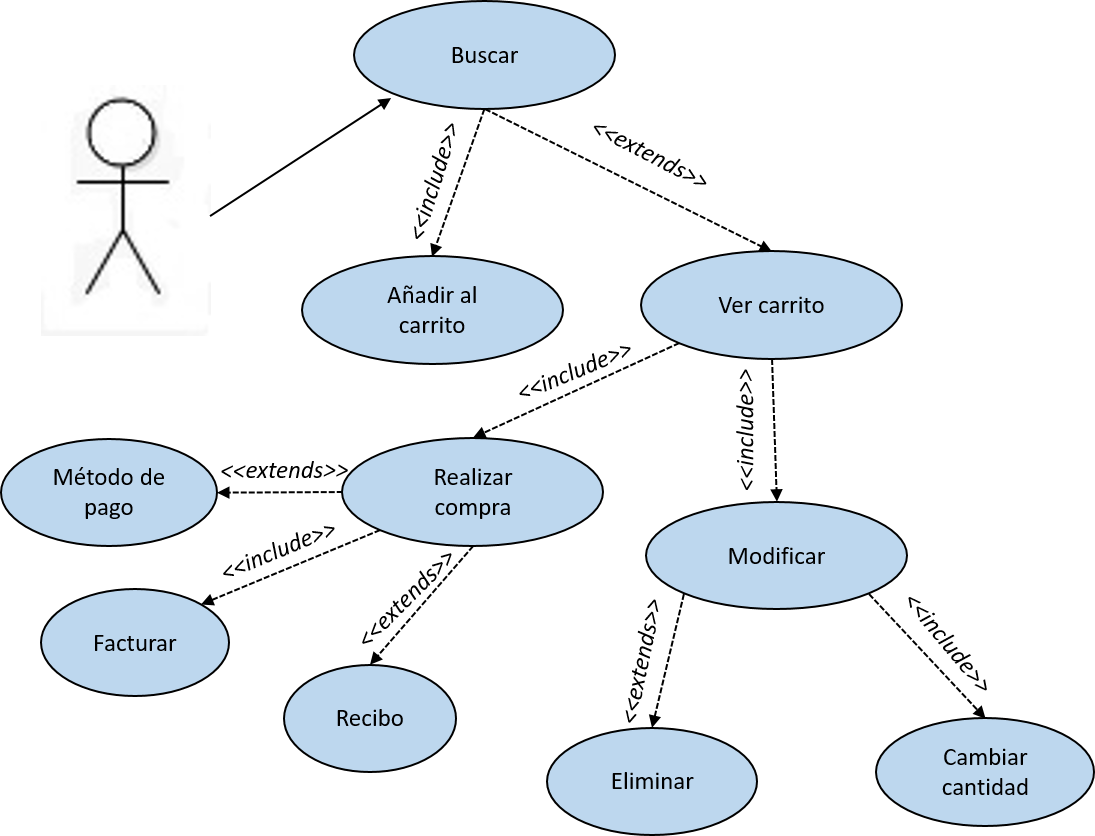 Buscar
<<include>>
<<extends>>
Añadir al
carrito
Ver carrito
<<include>>
<<include>>
Método de
pago
<<extends>>
Realizar
compra
<<include>>
<<extends>>
Modificar
Facturar
Recibo
<<extends>>
<<include>>
Eliminar
Cambiar
cantidad